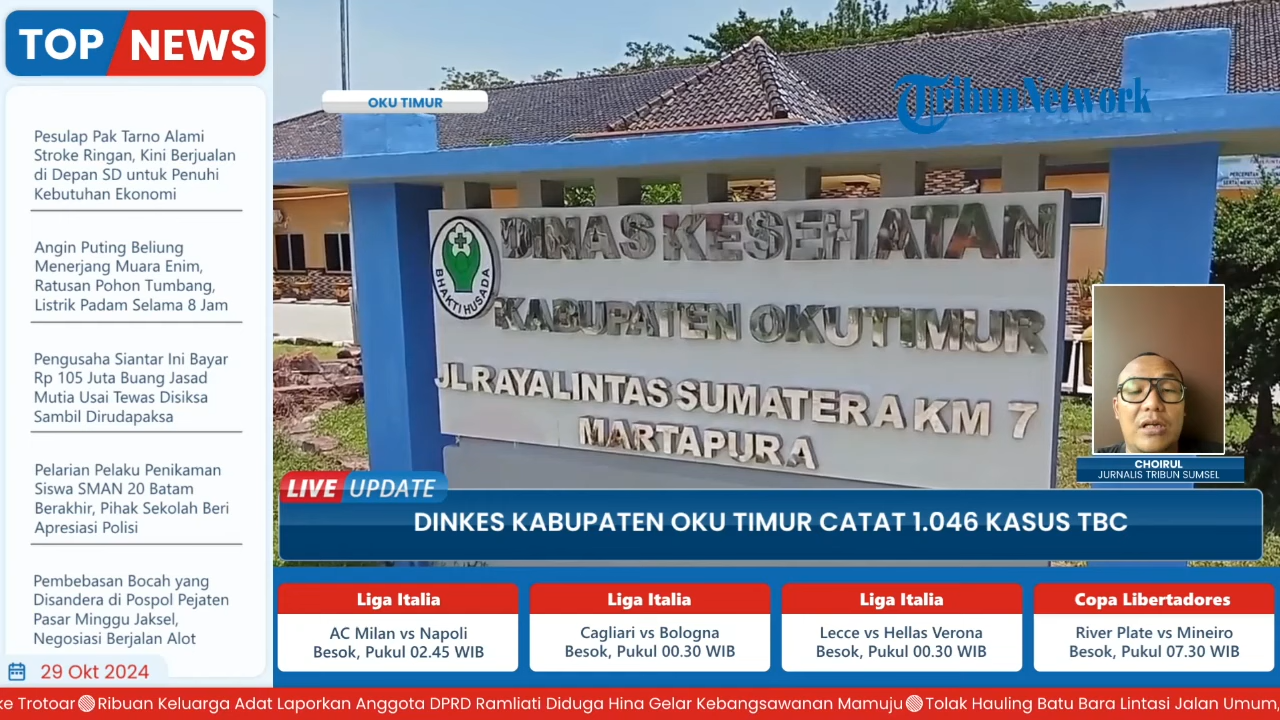 TOP NEWS
Pesulap Pak Tarno Alami
Stroke Ringan, Kini Berjualan
di Depan SD untuk Penuhi
Kebutuhan Ekonomi
Angin Puting Beliung
Menerjang Muara Enim,
Ratusan Pohon Tumbang,
Listrik Padam Selama 8 Jam
Pengusaha Siantar Ini Bayar
Rp 105 Juta Buang Jasad
Mutia Usai Tewas Disiksa
Sambil Dirudapaksa
Pelarian Pelaku Penikaman
Siswa SMAN 20 Batam
Berakhir, Pihak Sekolah Beri
Apresiasi Polisi
Pembebasan Bocah yang
Disandera di Pospol Pejaten
Pasar Minggu Jaksel,
Negosiasi Berjalan Alot
29 Okt 2024
OKU TIMUR
Tribun Network
DINAS KESEHATAN
KABUPATEN OKU TIMUR
JL RAYA LINTAS SUMATERA KM 7
MARTAPURA
BHAKTI HUSADA
CHOIRUL
JURNALIS TRIBUN SUMSEL
LIVE UPDATE
DINKES KABUPATEN OKU TIMUR CATAT 1.046 KASUS TBC
Liga Italia
AC Milan vs Napoli
Besok, Pukul 02.45 WIB
Liga Italia
Cagliari vs Bologna
Besok, Pukul 00.30 WIB
Liga Italia
Lecce vs Hellas Verona
Besok, Pukul 00.30 WIB
Copa Libertadores
River Plate vs Mineiro
Besok, Pukul 07.30 WIB
ke Trotoar Ribuan Keluarga Adat Laporkan Anggota DPRD Ramliati Diduga Hina Gelar Kebangsawanan Mamuju Tolak Hauling Batu Bara Lintasi Jalan Umum,